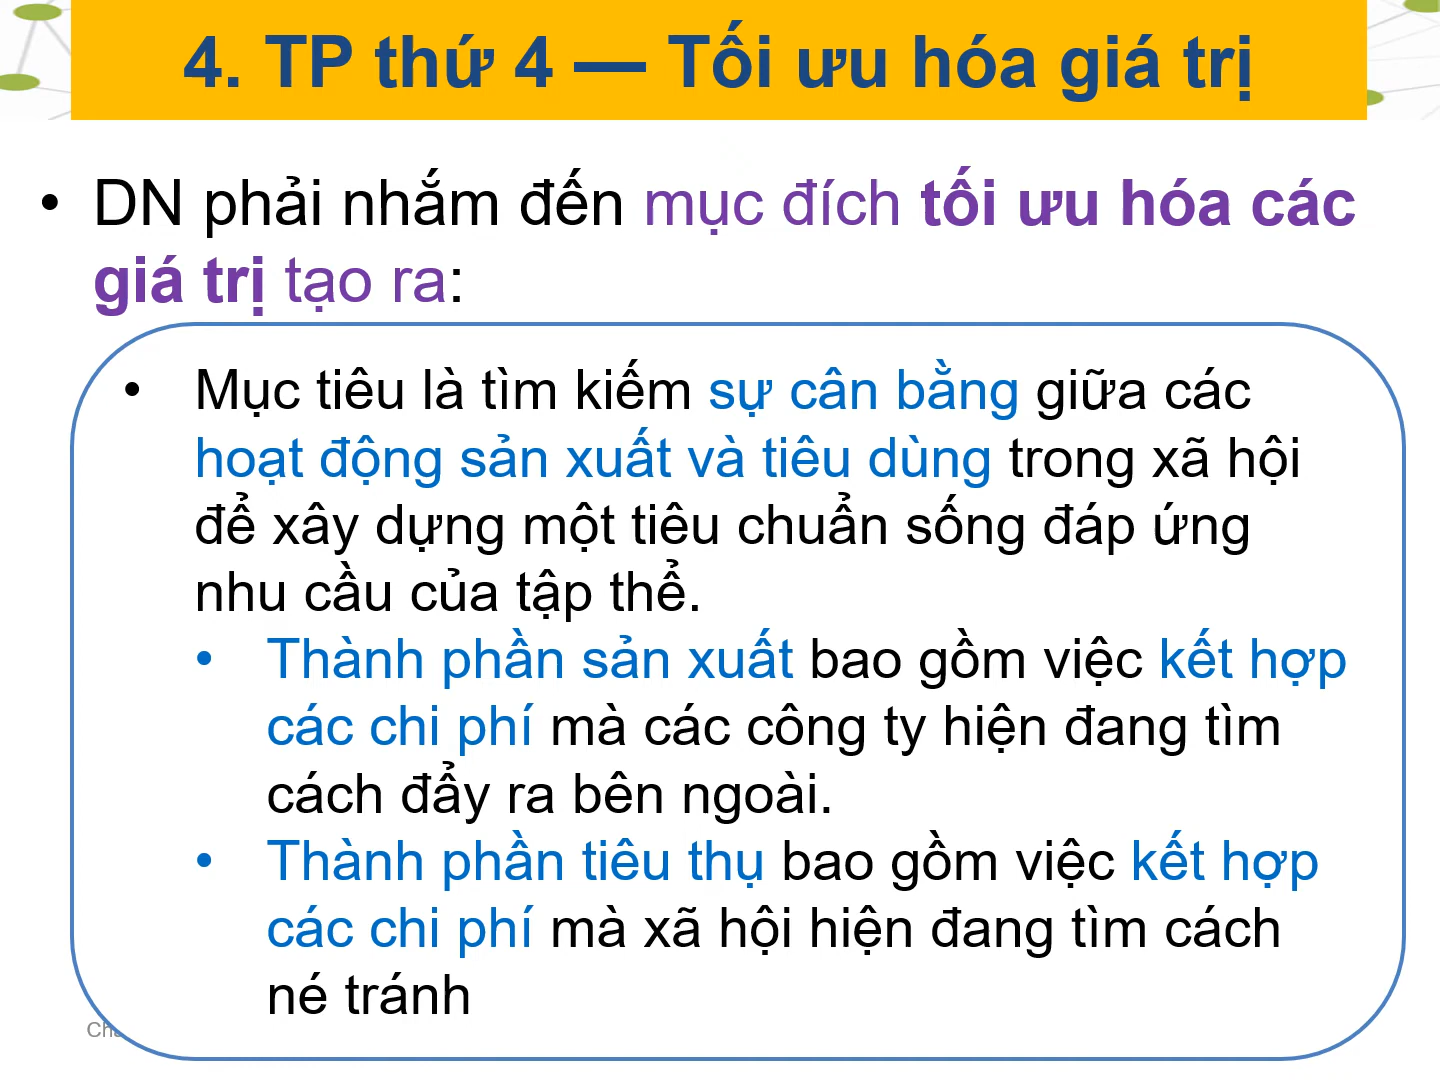 4. TP thứ 4 — Tối ưu hóa giá trị
• DN phải nhắm đến mục đích tối ưu hóa các
giá trị tạo ra:
• Mục tiêu là tìm kiếm sự cân bằng giữa các
hoạt động sản xuất và tiêu dùng trong xã hội
để xây dựng một tiêu chuẩn sống đáp ứng
nhu cầu của tập thể.
• Thành phần sản xuất bao gồm việc kết hợp
các chi phí mà các công ty hiện đang tìm
cách đẩy ra bên ngoài.
• Thành phần tiêu thụ bao gồm việc kết hợp
các chi phí mà xã hội hiện đang tìm cách
né tránh